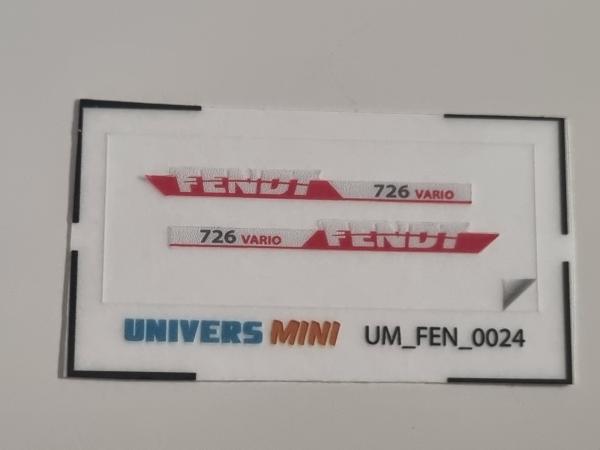 FENDT 726 VARIO
726 VARIO FENDT
UNIVERS MINI UM_FEN_0024